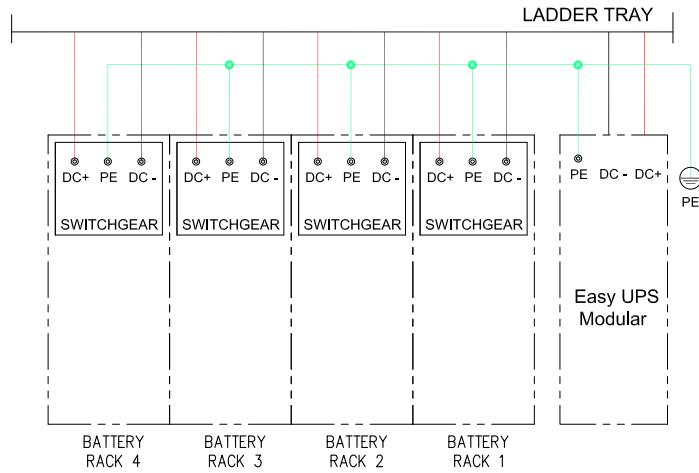 LADDER TRAY
DC+ PE DC -
DC+ PE DC -
DC+ PE DC -
DC+ PE DC -
PE DC - DC+
PE
SWITCHGEAR
SWITCHGEAR
SWITCHGEAR
SWITCHGEAR
Easy UPS
Modular
BATTERY
RACK 4
BATTERY
RACK 3
BATTERY
RACK 2
BATTERY
RACK 1